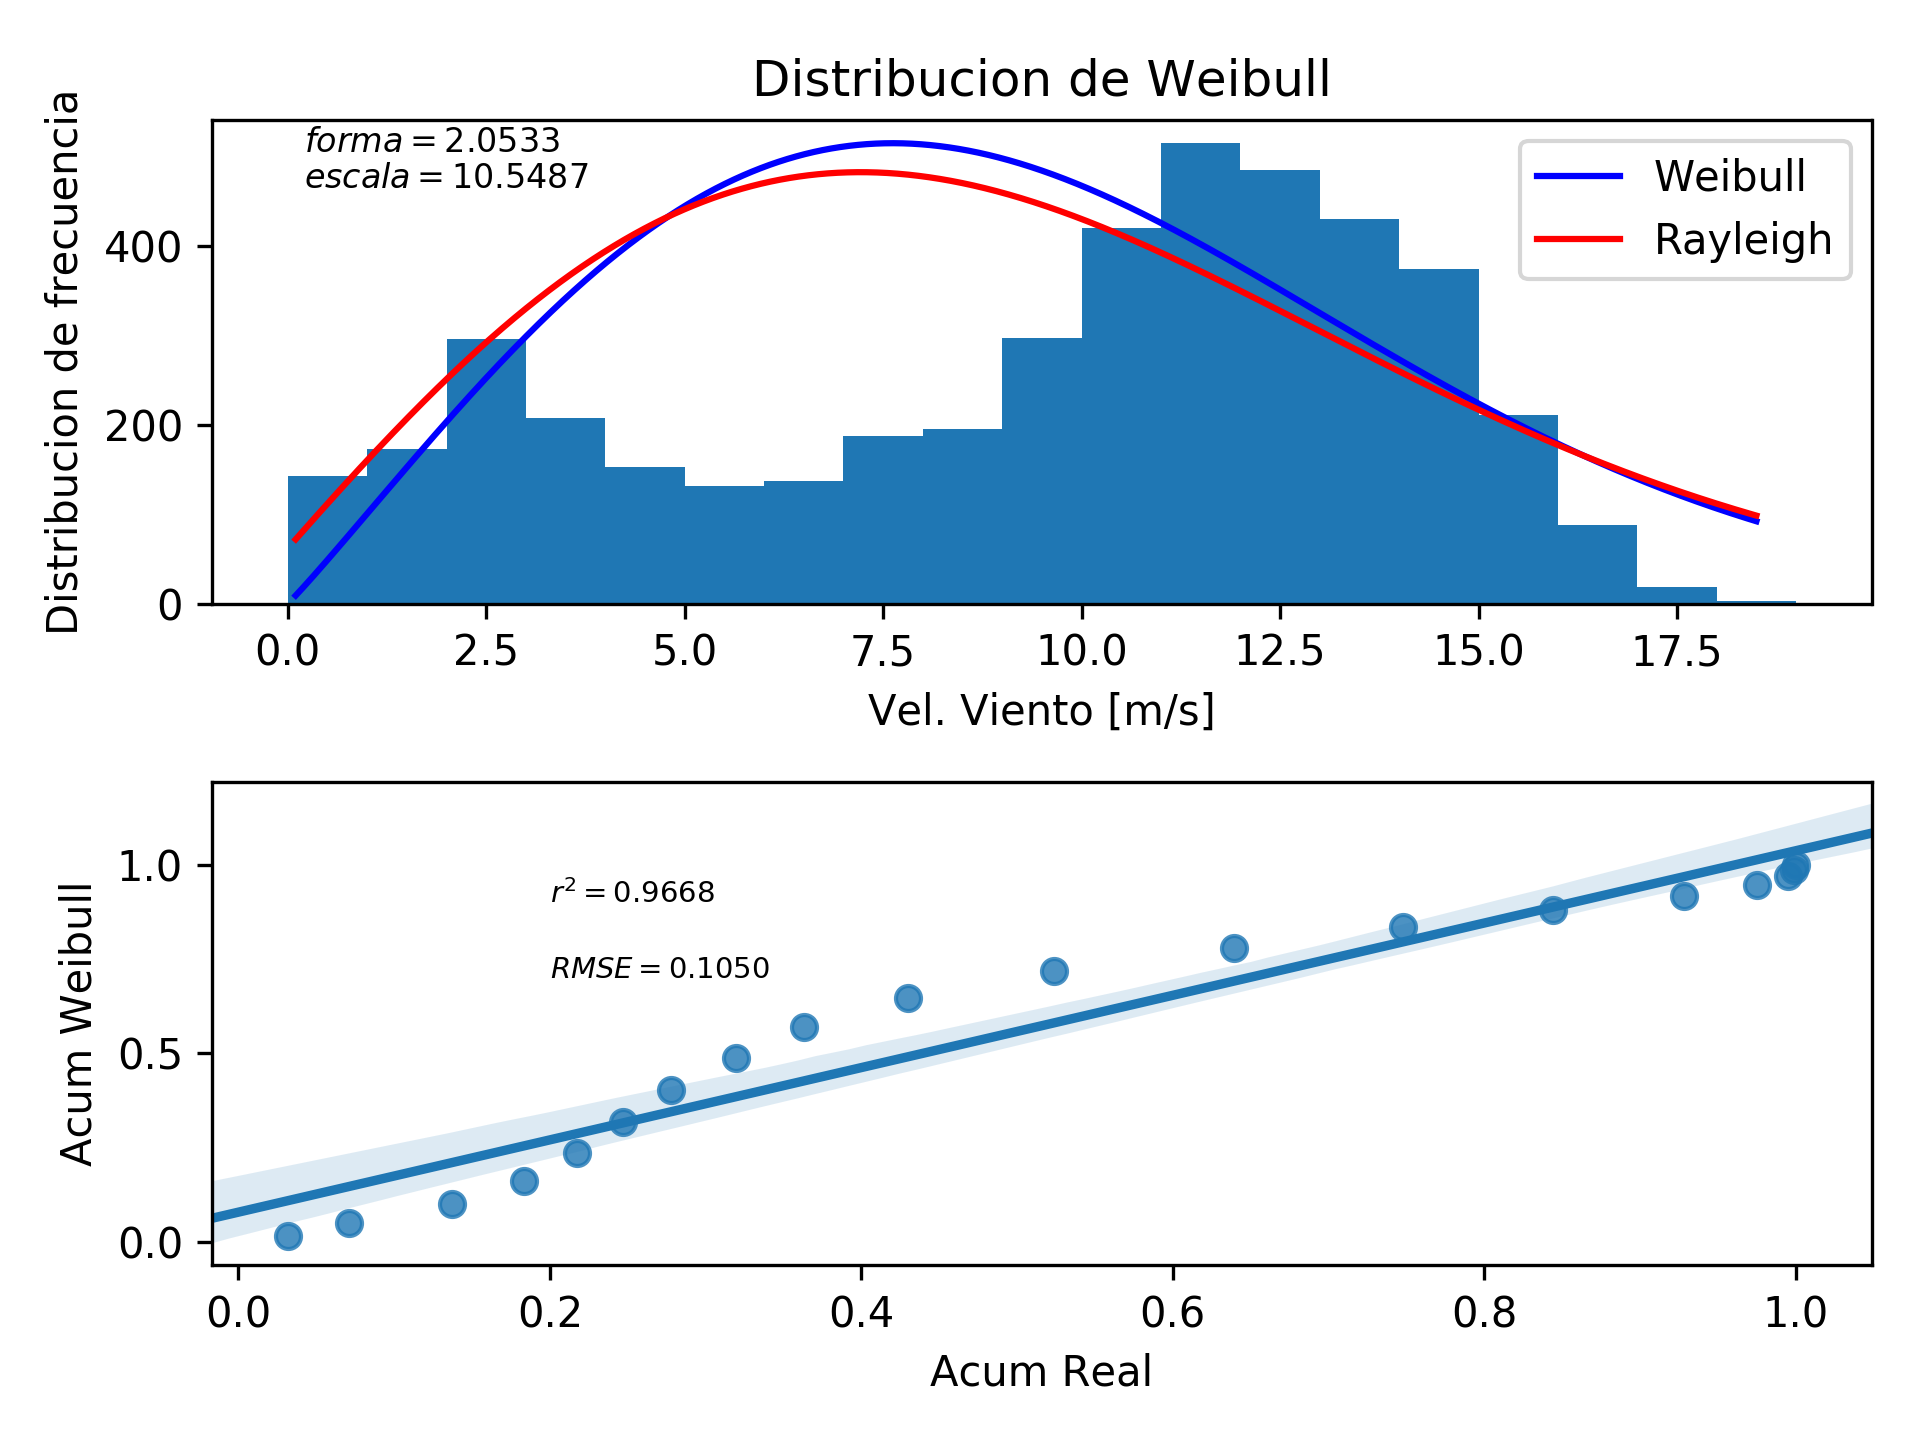 Distribucion de Weibull
forma = 2.0533
escala = 10.5487
Weibull
Rayleigh
Distribucion de frecuencia
400
200
0
0.0 2.5 5.0 7.5 10.0 12.5 15.0 17.5
Vel. Viento [m/s]
r² = 0.9668
RMSE = 0.1050
Acum Weibull
1.0
0.5
0.0
0.0 0.2 0.4 0.6 0.8 1.0
Acum Real